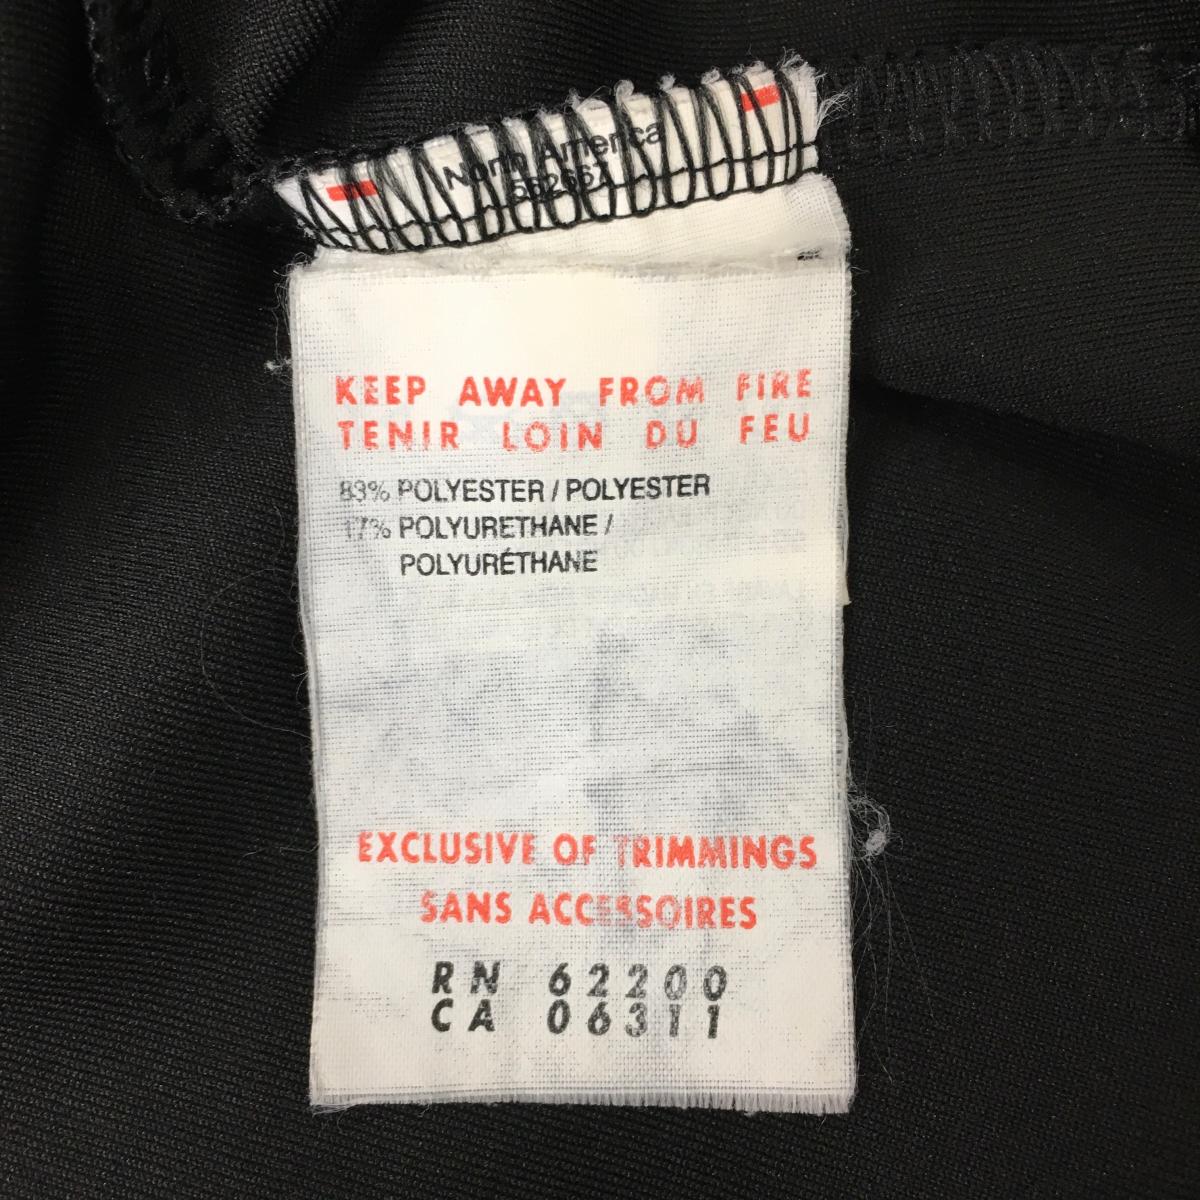 North America
552667
KEEP AWAY FROM FIRE
TENIR LOIN DU FEU
83% POLYESTER / POLYESTER
17% POLYURETHANE /
POLYURÉTHANE
EXCLUSIVE OF TRIMMINGS
SANS ACCESSOIRES
RN 62200
CA 06311